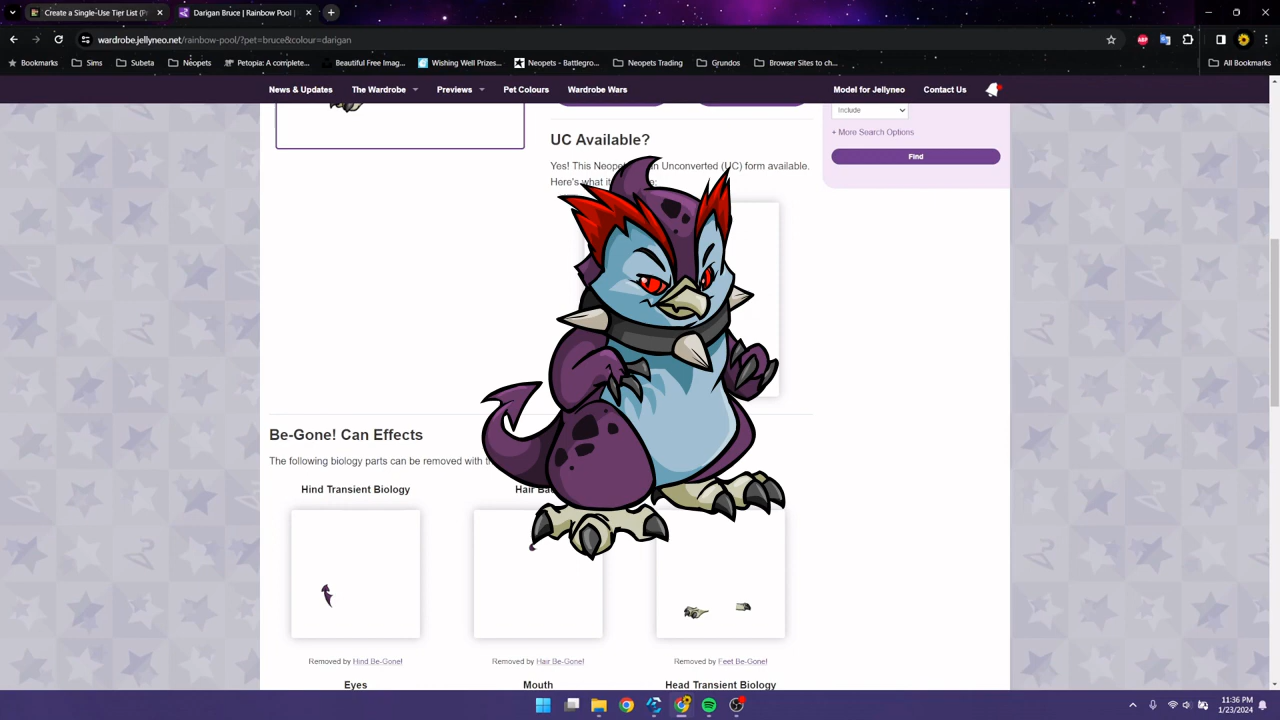 Create a Single-Use Tier List (P
Darigan Bruce | Rainbow Pool |
wardrobe.jellyneo.net/rainbow-pool/?pet=bruce&colour=darigan
Bookmarks Sims Subeta Neopets Petopia: A complete... Beautiful Free Imag... Wishing Well Prizes... Neopets - Battlegro... Neopets Trading Grundos Browser Sites to ch... All Bookmarks
News & Updates The Wardrobe Previews Pet Colours Wardrobe Wars Model for Jellyneo Contact Us
Include
+ More Search Options
Find
UC Available?
Yes! This Neope an Unconverted (UC) form available.
Here's what it e:
Be-Gone! Can Effects
The following biology parts can be removed with
Hind Transient Biology
Hair Bac
Removed by Hind Be-Gone!
Removed by Hair Be-Gone!
Removed by Feet Be-Gone!
Eyes
Mouth
Head Transient Biology
11:36 PM
1/23/2024